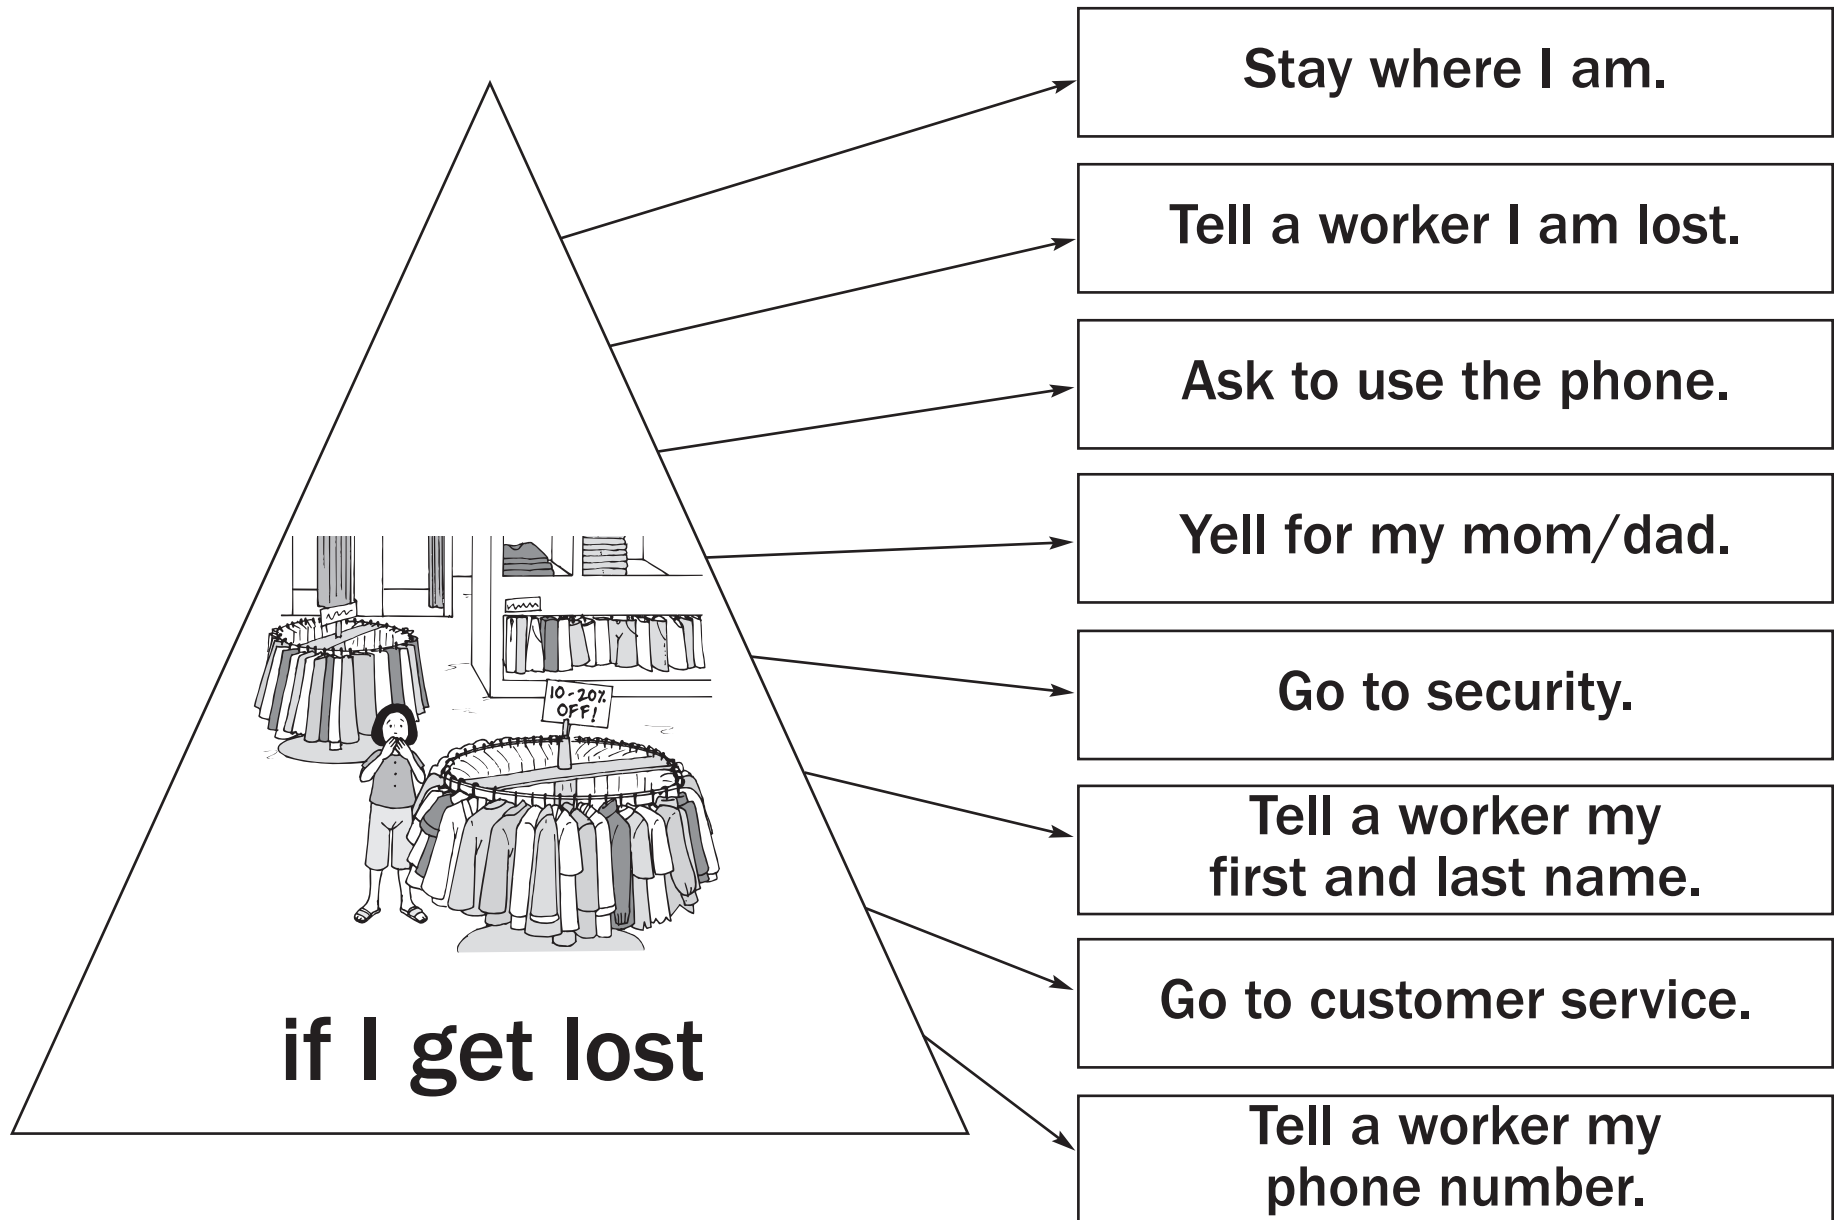 Stay where I am.
Tell a worker I am lost.
Ask to use the phone.
Yell for my mom/dad.
Go to security.
Tell a worker my
first and last name.
Go to customer service.
Tell a worker my
phone number.
10-20%
OFF!
if I get lost